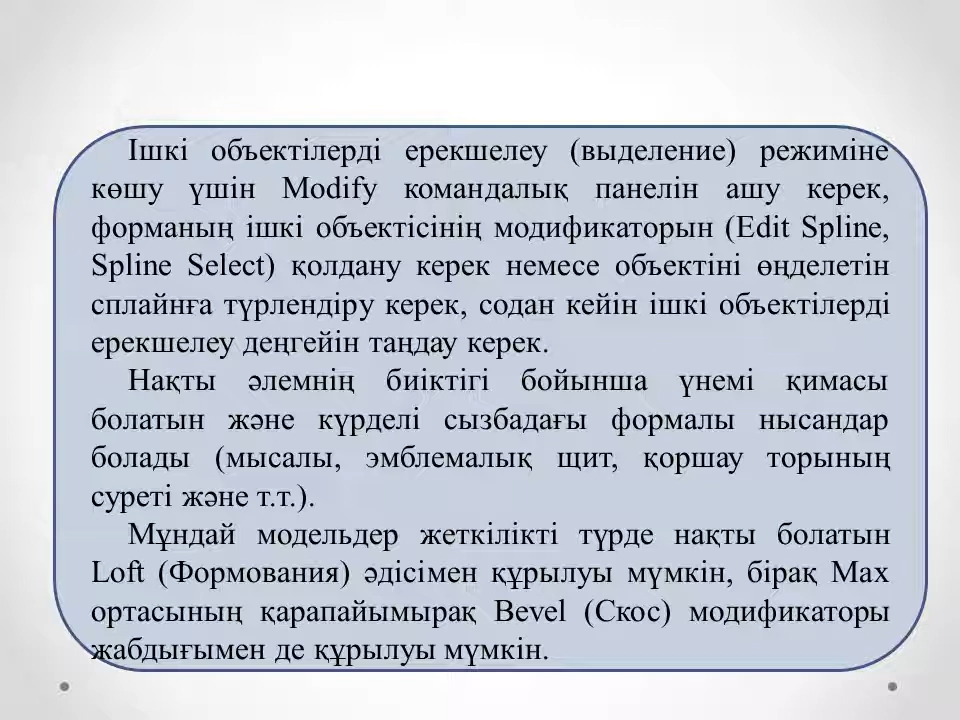 Ішкі объектілерді ерекшелеу (выделение) режиміне
көшу үшін Modify командалық панелін ашу керек,
форманың ішкі объектісінің модификаторын (Edit Spline,
Spline Select) қолдану керек немесе объектіні өңделетін
сплайнға түрлендіру керек, содан кейін ішкі объектілерді
ерекшелеу деңгейін таңдау керек.
Нақты әлемнің биіктігі бойынша үнемі қимасы
болатын және күрделі сызбадағы формалы нысандар
болады (мысалы, эмблемалық щит, қоршау торының
суреті және т.т.).
Мұндай модельдер жеткілікті түрде нақты болатын
Loft (Формования) әдісімен құрылуы мүмкін, бірақ Max
ортасының қарапайымырақ Bevel (Скос) модификаторы
жабдығымен де құрылуы мүмкін.